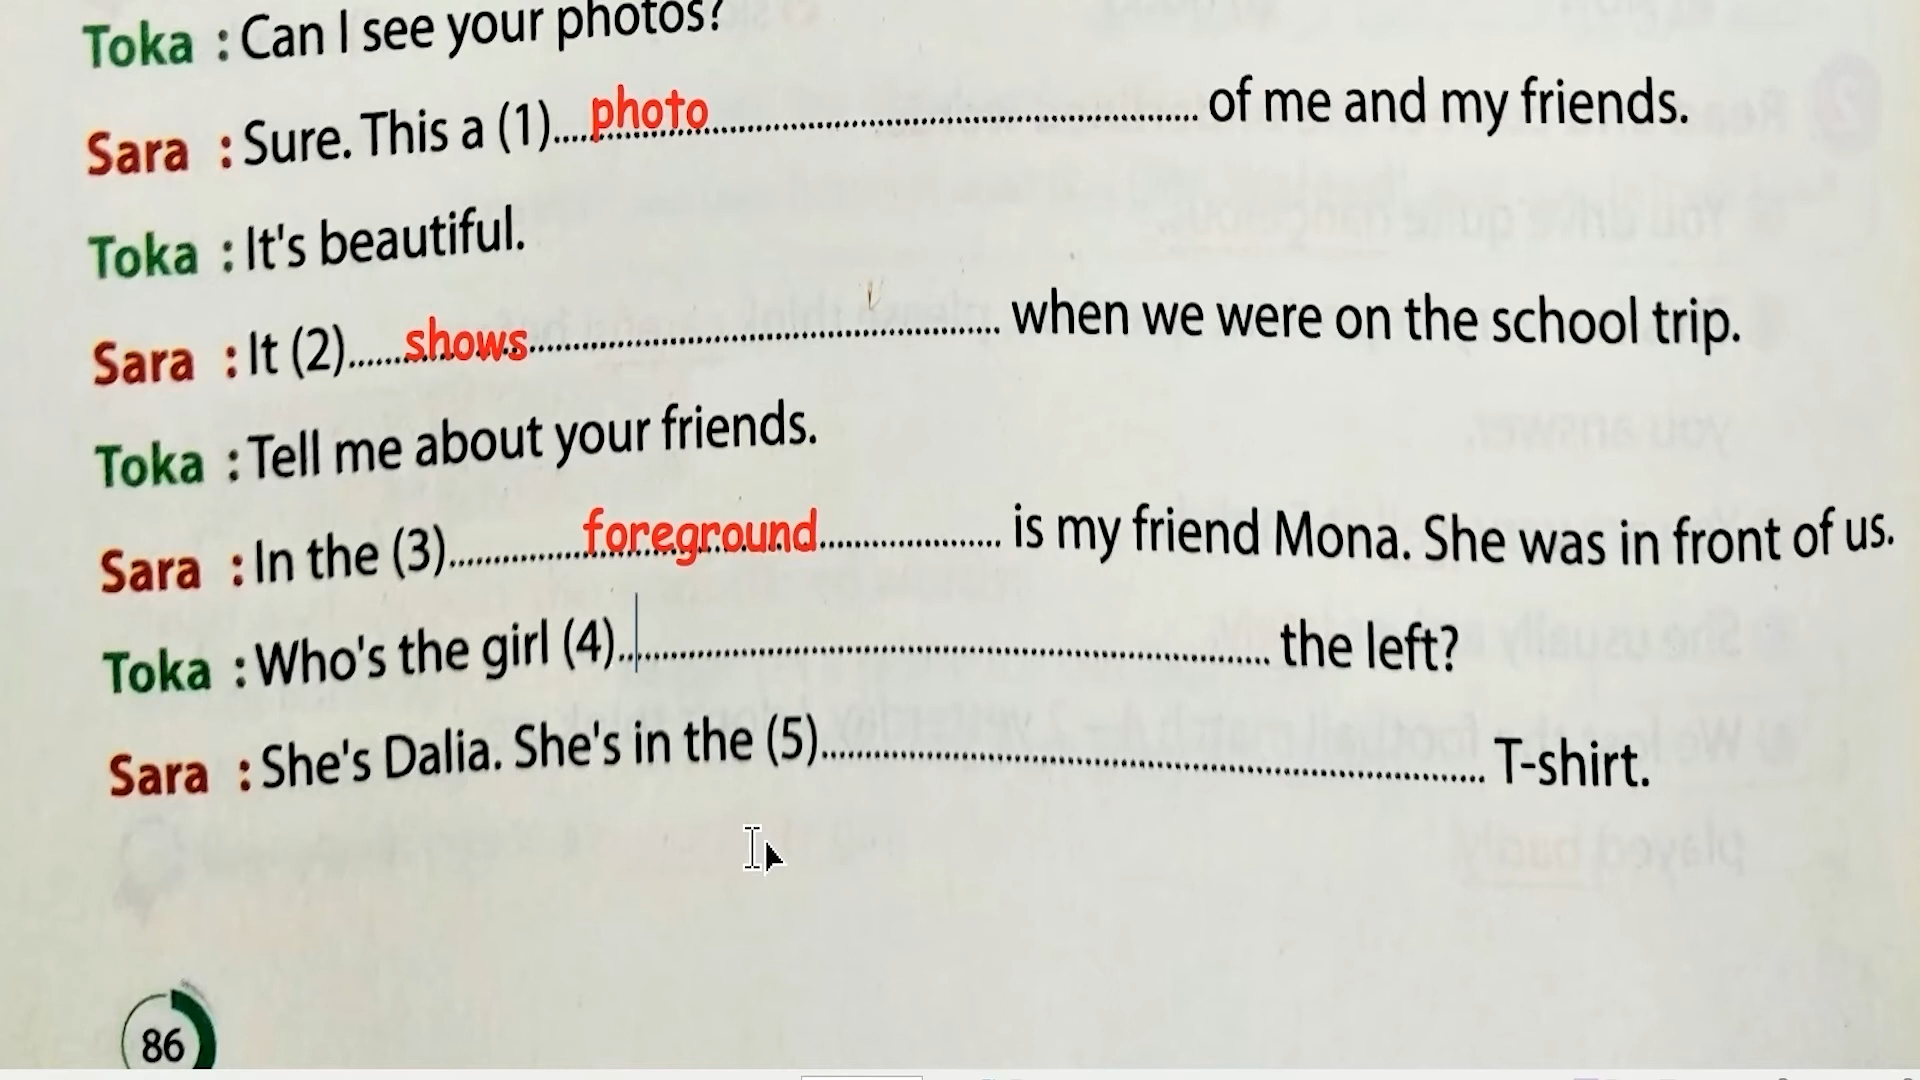 Toka : Can I see your photos?
Sara : Sure. This a (1)....photo.... of me and my friends.
Toka : It's beautiful.
Sara : It (2)......shows...... when we were on the school trip.
Toka : Tell me about your friends.
Sara : In the (3)......foreground...... is my friend Mona. She was in front of us.
Toka : Who's the girl (4)............ the left?
Sara : She's Dalia. She's in the (5)............ T-shirt.
86